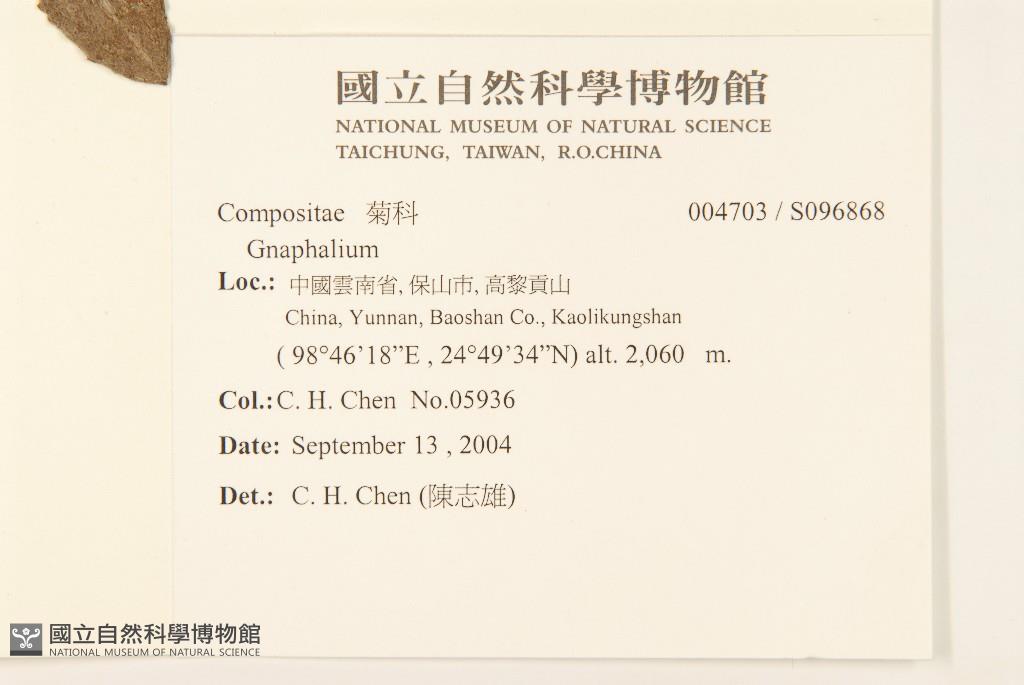 國立自然科學博物館
NATIONAL MUSEUM OF NATURAL SCIENCE
TAICHUNG, TAIWAN, R.O.CHINA
Compositae 菊科 004703 / S096868
Gnaphalium
Loc.: 中國雲南省, 保山市, 高黎貢山
China, Yunnan, Baoshan Co., Kaolikungshan
( 98°46’18”E , 24°49’34”N) alt. 2,060 m.
Col.: C. H. Chen No.05936
Date: September 13 , 2004
Det.: C. H. Chen (陳志雄)
國立自然科學博物館
NATIONAL MUSEUM OF NATURAL SCIENCE